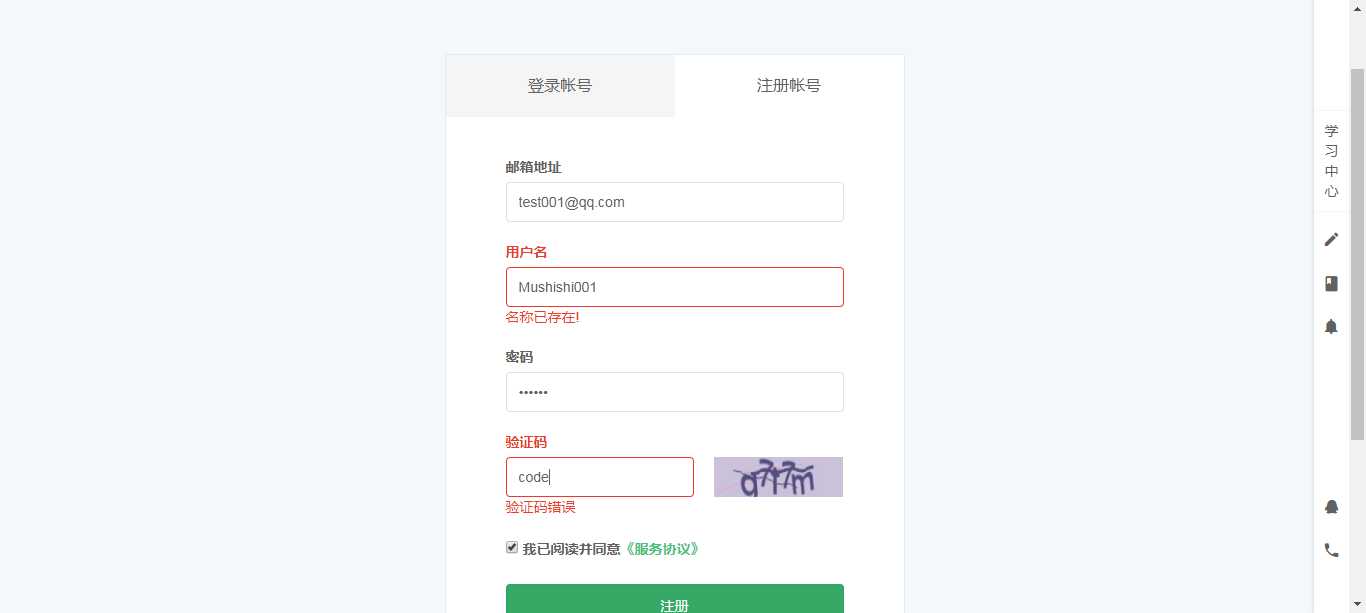 登录帐号
注册帐号
邮箱地址
test001@qq.com
用户名
Mushishi001
名称已存在!
密码
••••••
验证码
code
验证码错误
我已阅读并同意《服务协议》
注册
学
习
中
心